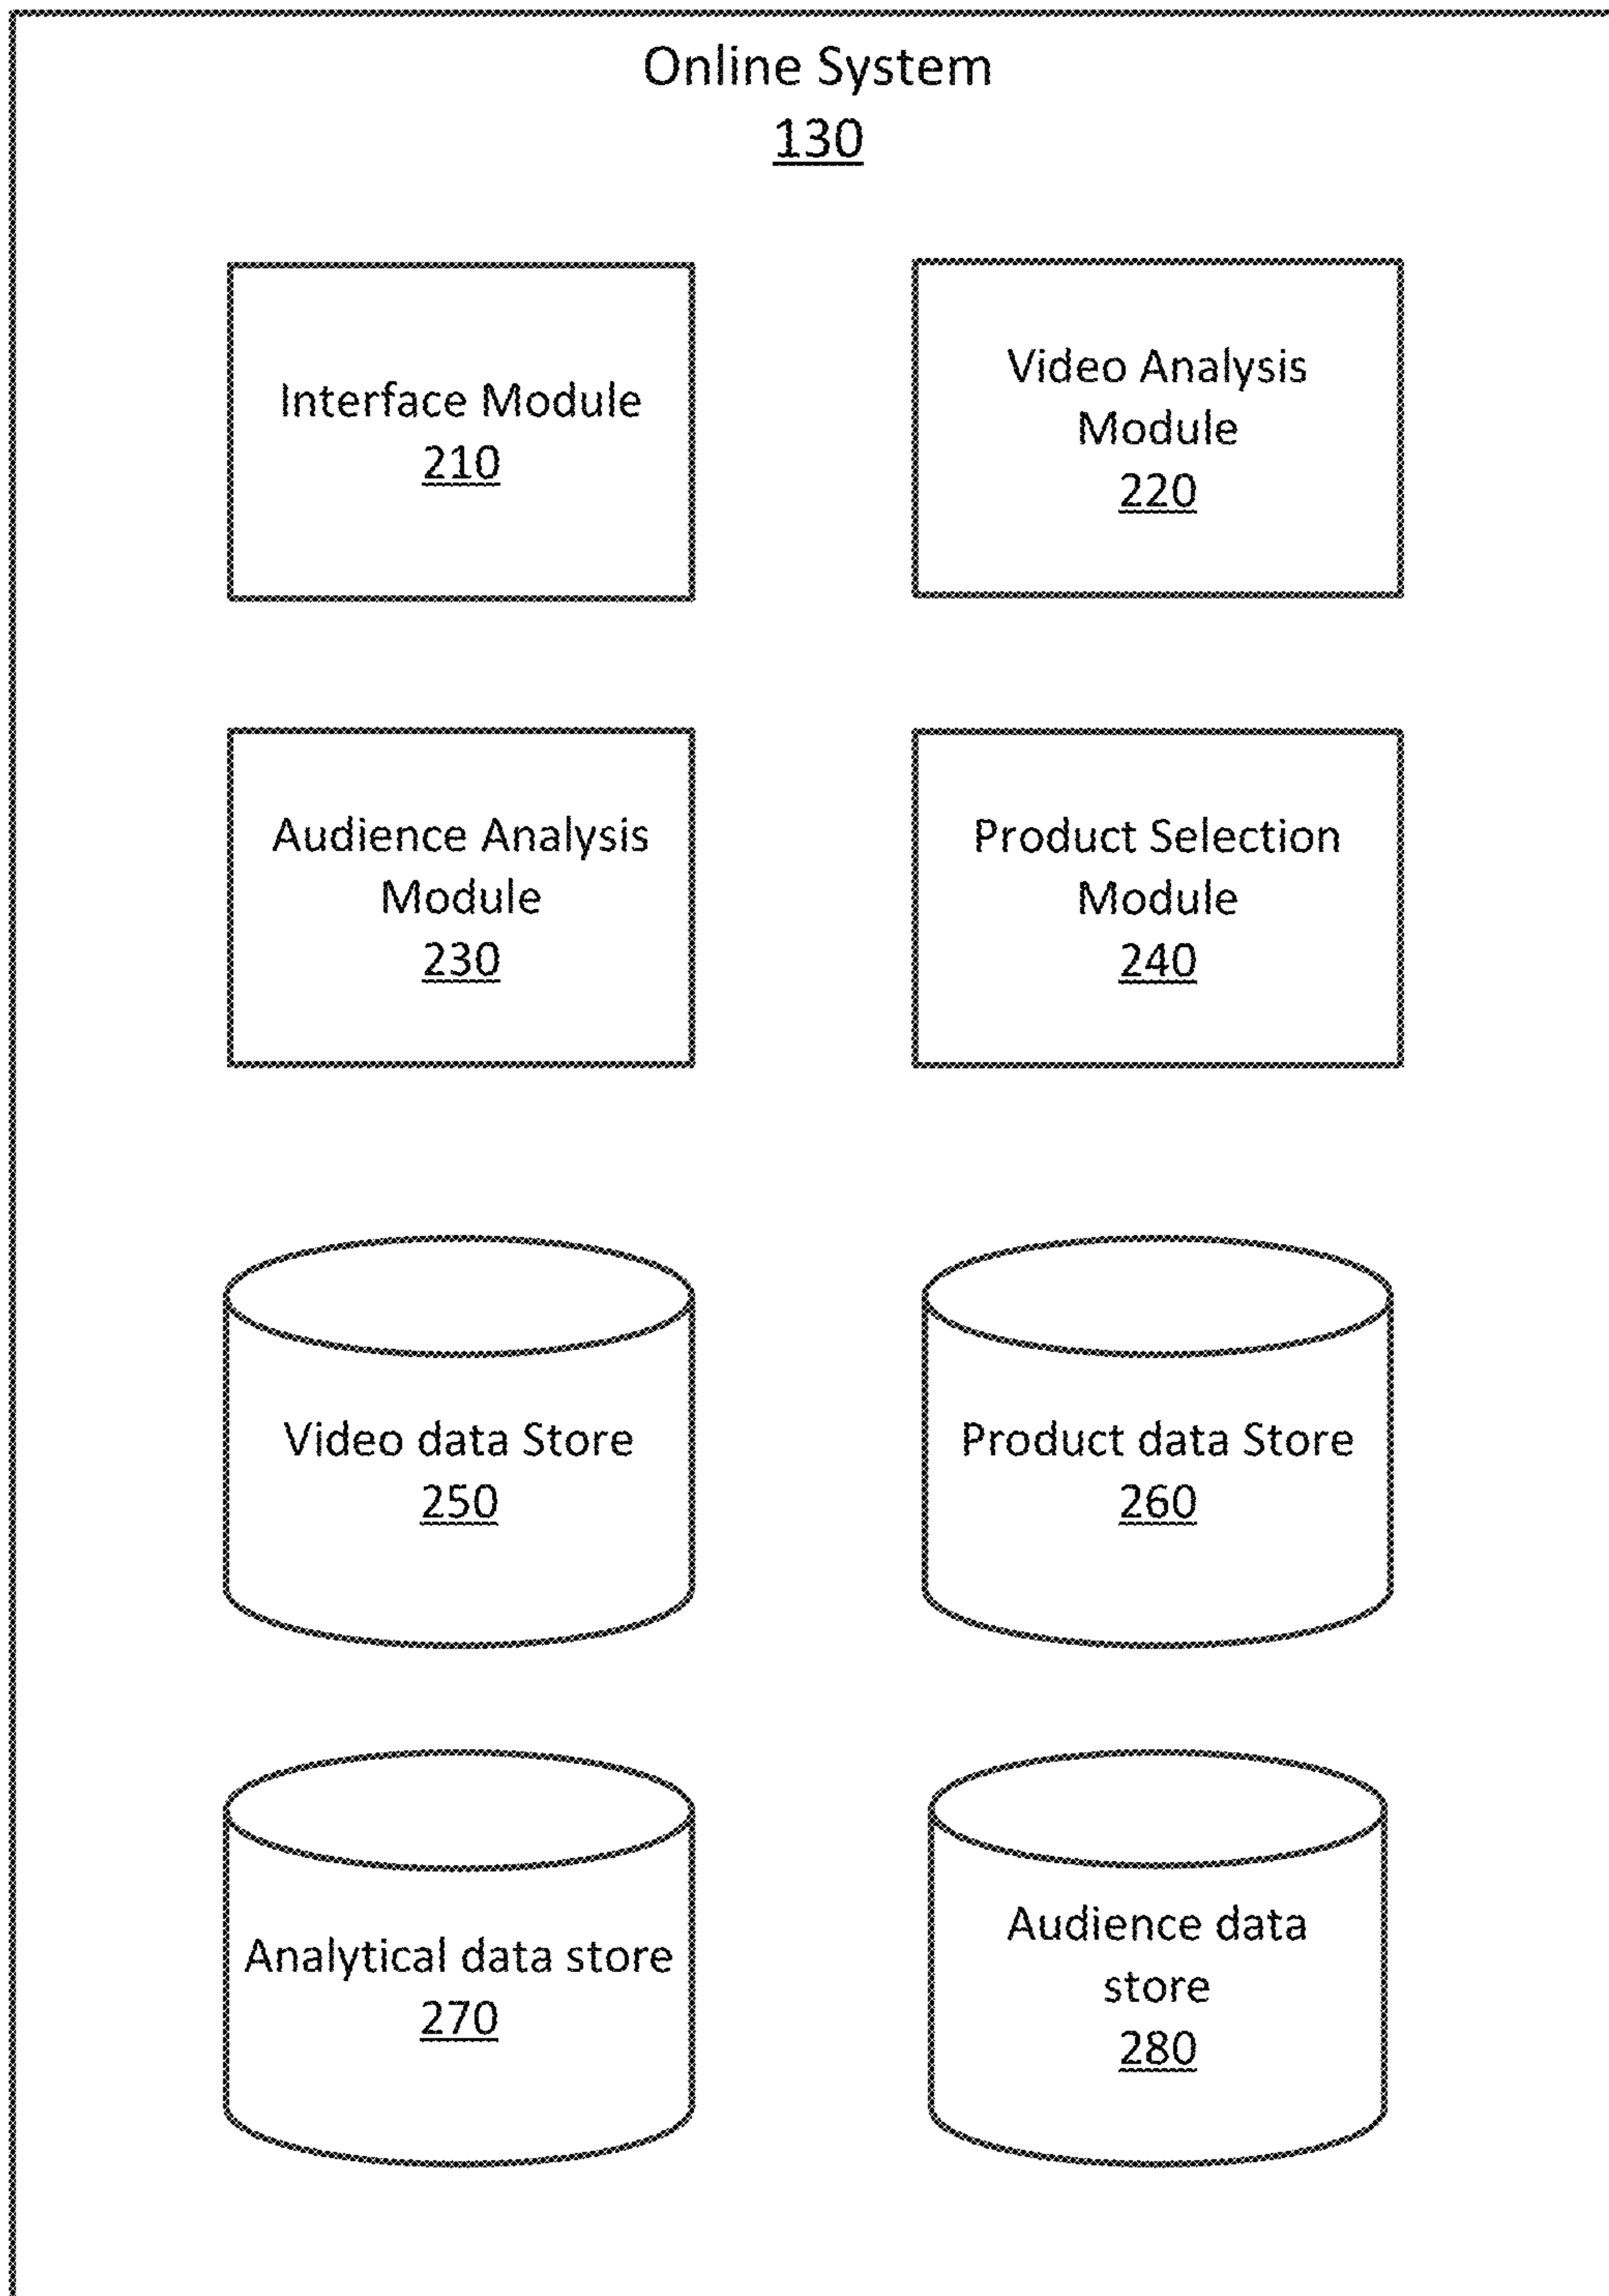 Online System
130
Interface Module
210
Video Analysis
Module
220
Audience Analysis
Module
230
Product Selection
Module
240
Video data Store
250
Product data Store
260
Analytical data store
270
Audience data
store
280